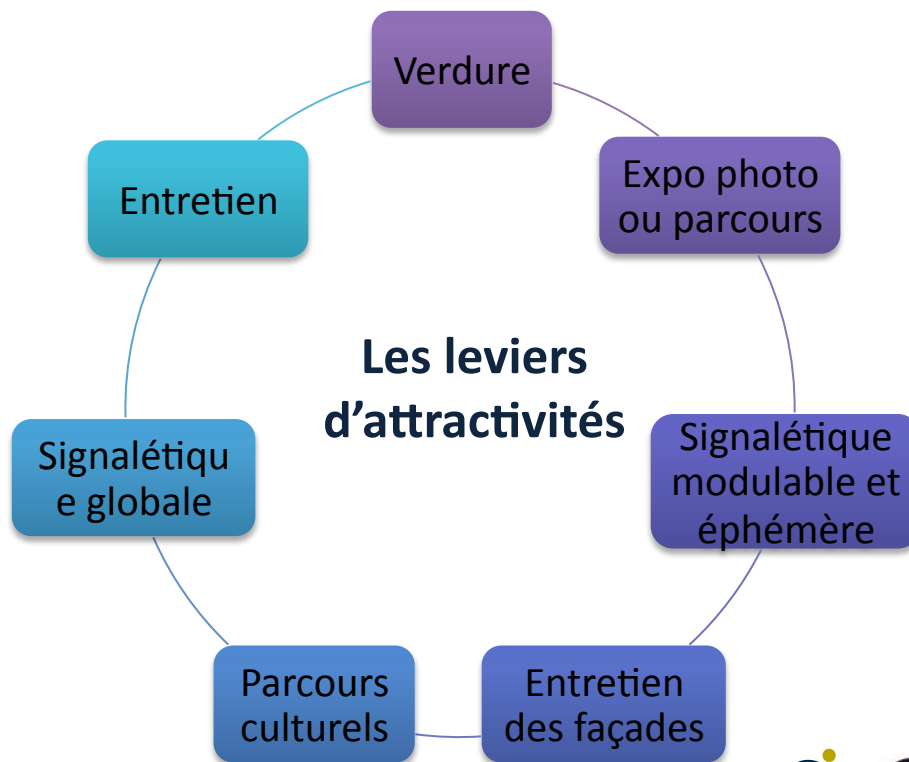 Verdure
Expo photo
ou parcours
Signalétique
modulable et
éphémère
Entretien
des façades
Parcours
culturels
Signalétiqu
e globale
Entretien
Les leviers
d'attractivités